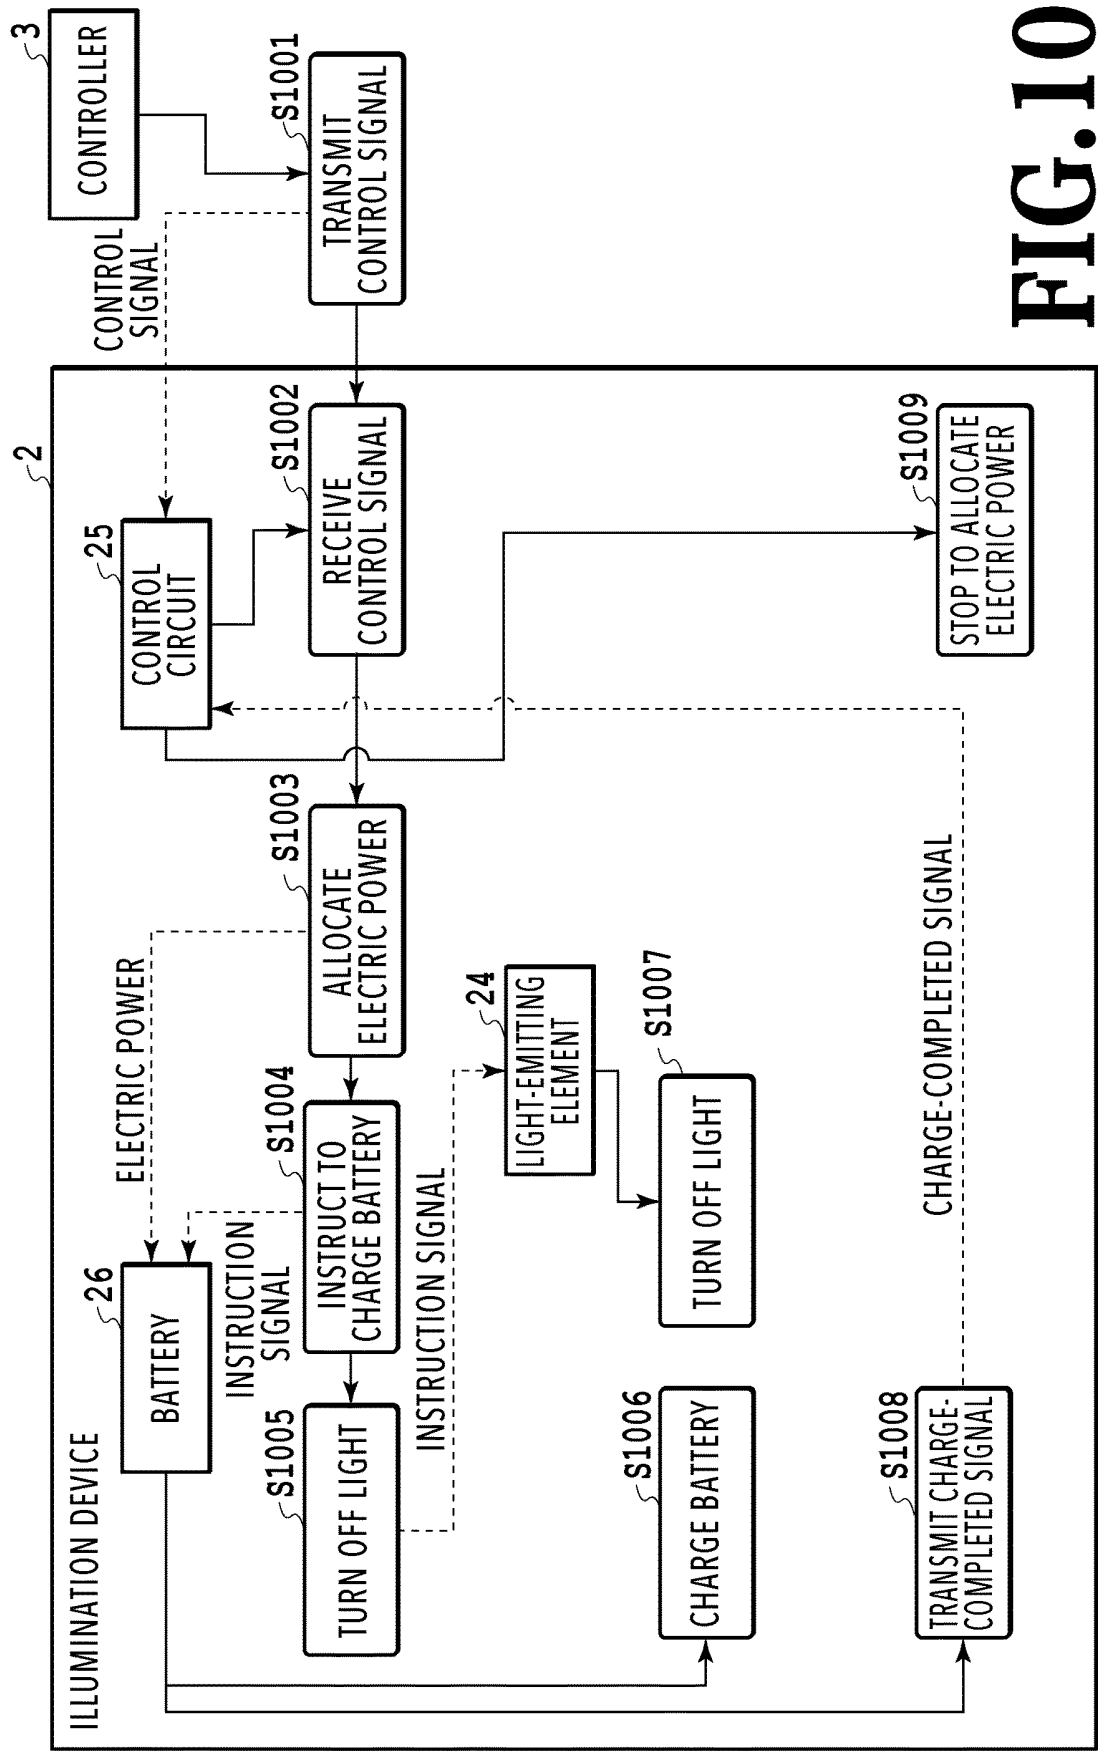 ILLUMINATION DEVICE
2
3
CONTROLLER
CONTROL
SIGNAL
26
BATTERY
25
CONTROL
CIRCUIT
ELECTRIC POWER
INSTRUCTION
SIGNAL
S1005
TURN OFF LIGHT
S1004
INSTRUCT TO
CHARGE BATTERY
S1003
ALLOCATE
ELECTRIC POWER
S1002
RECEIVE
CONTROL SIGNAL
S1001
TRANSMIT
CONTROL SIGNAL
INSTRUCTION SIGNAL
24
LIGHT-EMITTING
ELEMENT
S1006
CHARGE BATTERY
S1007
TURN OFF LIGHT
S1008
TRANSMIT CHARGE-
COMPLETED SIGNAL
CHARGE-COMPLETED SIGNAL
S1009
STOP TO ALLOCATE
ELECTRIC POWER
FIG.10